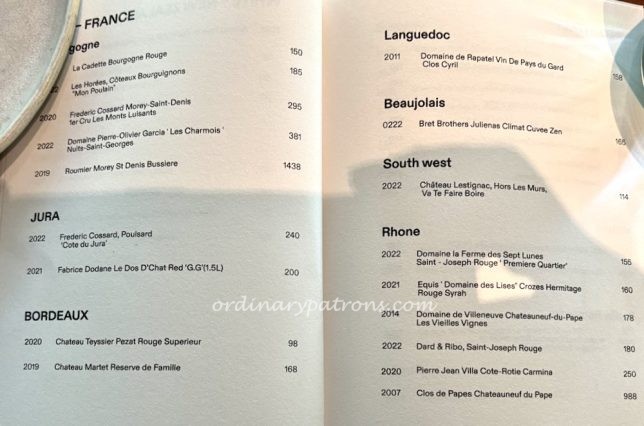 - FRANCE
gogne
La Cadette Bourgogne Rouge 150
Les Horées, Côteaux Bourguignons 185
"Mon Poulain"
2020 Frederic Cossard Morey-Saint-Denis 295
1er Cru Les Monts Luisants
2022 Domaine Pierre-Olivier Garcia ' Les Charmois ' 381
Nuits-Saint-Georges
2019 Roumier Morey St Denis Bussiere 1438
JURA
2022 Frederic Cossard, Poulsard 240
'Cote du Jura'
2021 Fabrice Dodane Le Dos D'Chat Red 'G.G'(1.5L) 200
BORDEAUX
2020 Chateau Teyssier Pezat Rouge Superieur 98
2019 Chateau Martet Reserve de Famille 168
Languedoc
2011 Domaine de Rapatel Vin De Pays du Gard
Clos Cyril 158
Beaujolais
0222 Bret Brothers Julienas Climat Cuvee Zen 165
South west
2022 Château Lestignac, Hors Les Murs,
Va Te Faire Boire 114
Rhone
2022 Domaine la Ferme des Sept Lunes
Saint - Joseph Rouge ' Premiere Quartier' 155
2021 Equis ' Domaine des Lises' Crozes Hermitage 160
Rouge Syrah
2014 Domaine de Villeneuve Chateauneuf-du-Pape 178
Les Vieilles Vignes
2022 Dard & Ribo, Saint-Joseph Rouge 180
2020 Pierre Jean Villa Cote-Rotie Carmina 250
2007 Clos de Papes Chateauneuf du Pape 988
ordinarypatrons.com